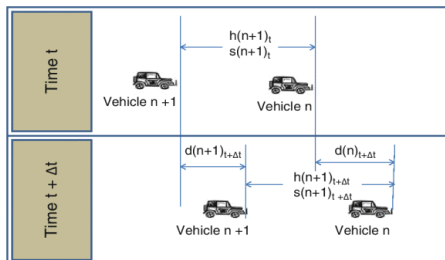 Time t
h(n+1)t
s(n+1)t
Vehicle n +1
Vehicle n
Time t + Δt
d(n+1)t+Δt
d(n)t+Δt
h(n+1)t+Δt
s(n+1)t +Δt
Vehicle n +1
Vehicle n